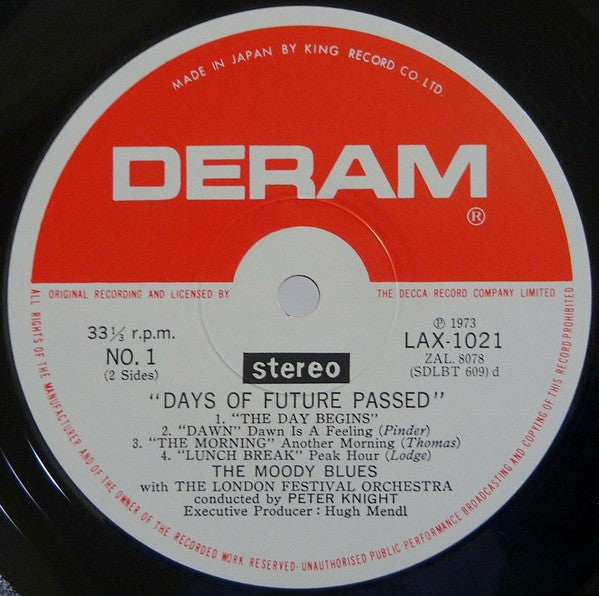 MADE IN JAPAN BY KING RECORD CO. LTD.
DERAM
®
ORIGINAL RECORDING AND LICENSED BY THE DECCA RECORD COMPANY LIMITED
33⅓ r.p.m.
NO. 1
(2 Sides)
stereo
℗ 1973
LAX-1021
ZAL. 8078
(SDLBT 609) d
"DAYS OF FUTURE PASSED"
1. "THE DAY BEGINS"
2. "DAWN" Dawn Is A Feeling (Pinder)
3. "THE MORNING" Another Morning (Thomas)
4. "LUNCH BREAK" Peak Hour (Lodge)
THE MOODY BLUES
with THE LONDON FESTIVAL ORCHESTRA
conducted by PETER KNIGHT
Executive Producer : Hugh Mendl
ALL RIGHTS OF THE MANUFACTURER AND OF THE OWNER OF THE RECORDED WORK RESERVED·UNAUTHORISED PUBLIC PERFORMANCE BROADCASTING AND COPYING OF THIS RECORD PROHIBITED